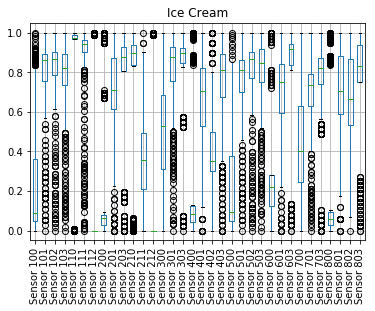 Ice Cream
1.0
0.8
0.6
0.4
0.2
0.0
Sensor 100
Sensor 101
Sensor 102
Sensor 103
Sensor 110
Sensor 111
Sensor 112
Sensor 200
Sensor 201
Sensor 203
Sensor 210
Sensor 211
Sensor 212
Sensor 300
Sensor 301
Sensor 303
Sensor 400
Sensor 401
Sensor 402
Sensor 403
Sensor 500
Sensor 501
Sensor 502
Sensor 503
Sensor 600
Sensor 601
Sensor 603
Sensor 700
Sensor 701
Sensor 703
Sensor 800
Sensor 801
Sensor 802
Sensor 803